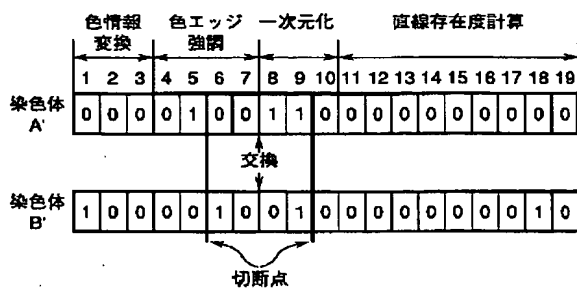 色情報変換 色エッジ強調 一次元化 直線存在度計算
1 2 3 4 5 6 7 8 9 10 11 12 13 14 15 16 17 18 19
染色体A' 0 0 0 0 1 0 0 1 1 0 0 0 0 0 0 0 0 0 0
交換
染色体B' 1 0 0 0 0 1 0 0 1 0 0 0 0 0 0 0 0 1 0
切断点